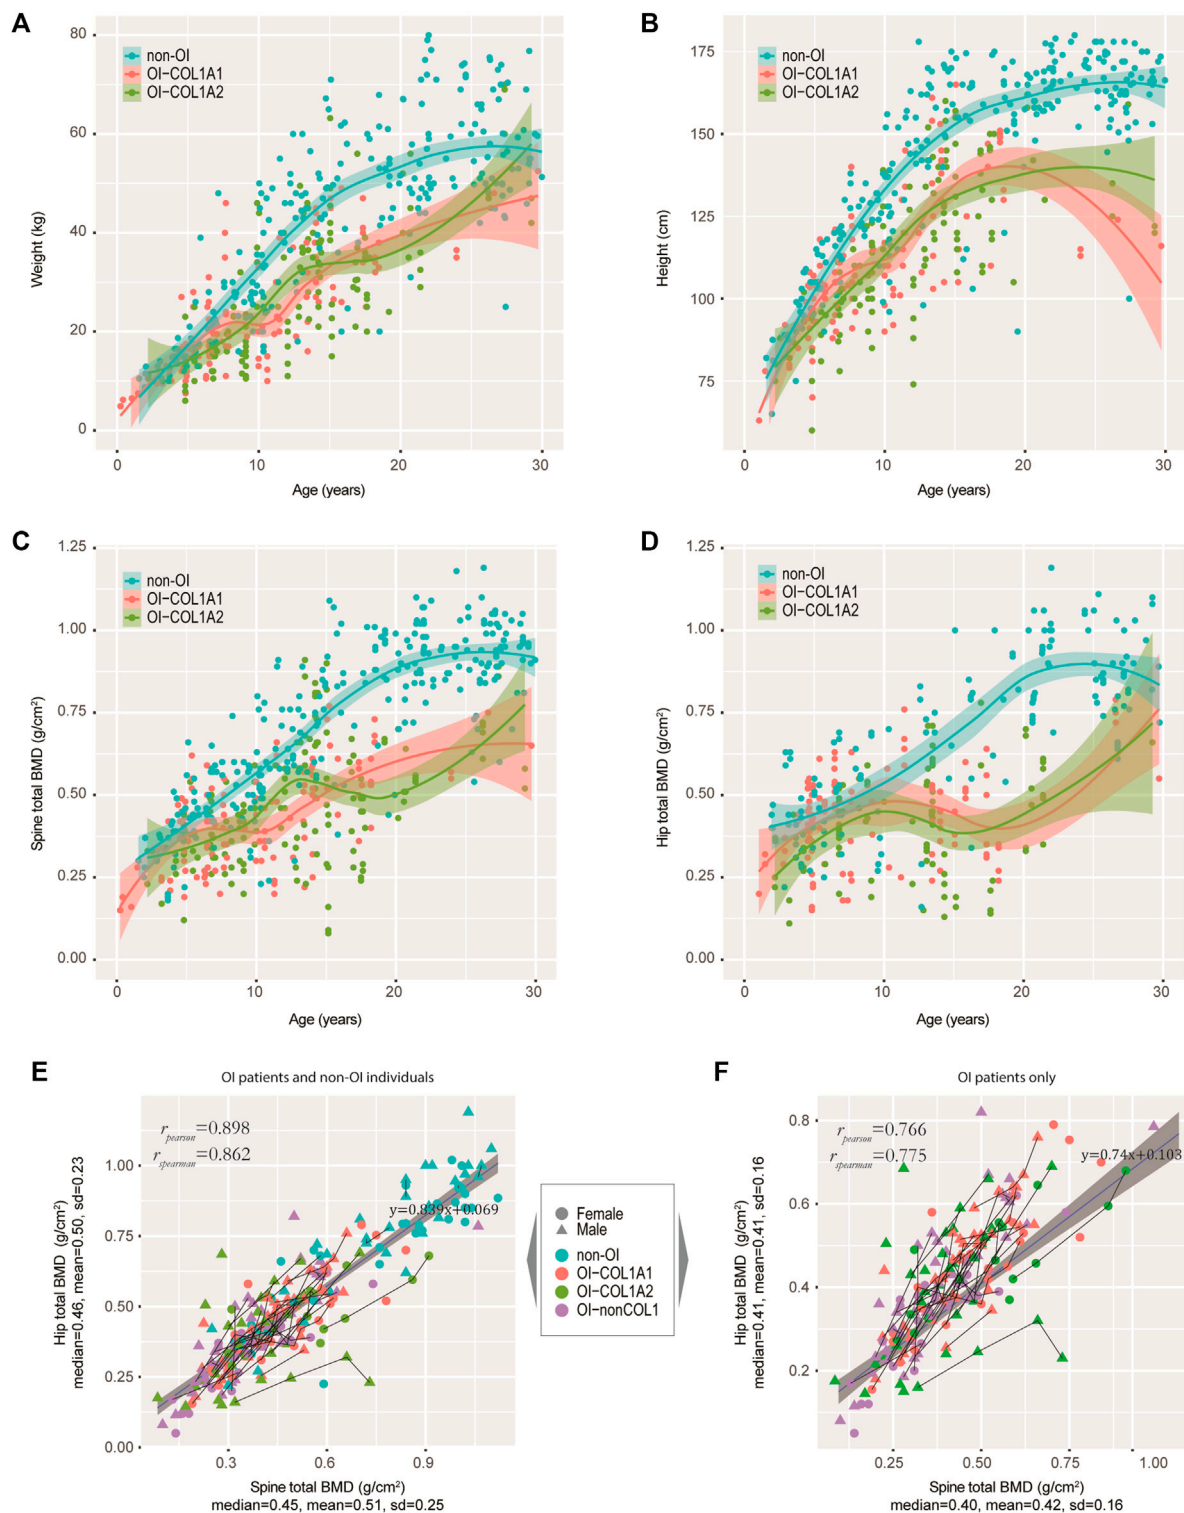 A
80
60
40
20
0
Weight (kg)
non-OI
OI-COL1A1
OI-COL1A2
0 10 20 30
Age (years)
B
175
150
125
100
75
Height (cm)
non-OI
OI-COL1A1
OI-COL1A2
0 10 20 30
Age (years)
C
1.25
1.00
0.75
0.50
0.25
0.00
Spine total BMD (g/cm²)
non-OI
OI-COL1A1
OI-COL1A2
0 10 20 30
Age (years)
D
1.25
1.00
0.75
0.50
0.25
0.00
Hip total BMD (g/cm²)
non-OI
OI-COL1A1
OI-COL1A2
0 10 20 30
Age (years)
E
OI patients and non-OI individuals
r pearson=0.898
r spearman=0.862
y=0.839x+0.069
1.00
0.75
0.50
0.25
0.00
Hip total BMD (g/cm²)
median=0.46, mean=0.50, sd=0.23
0.3 0.6 0.9
Spine total BMD (g/cm²)
median=0.45, mean=0.51, sd=0.25
Female
Male
non-OI
OI-COL1A1
OI-COL1A2
OI-nonCOL1
F
OI patients only
r pearson=0.766
r spearman=0.775
y=0.74x+0.103
0.8
0.6
0.4
0.2
Hip total BMD (g/cm²)
median=0.41, mean=0.41, sd=0.16
0.25 0.50 0.75 1.00
Spine total BMD (g/cm²)
median=0.40, mean=0.42, sd=0.16